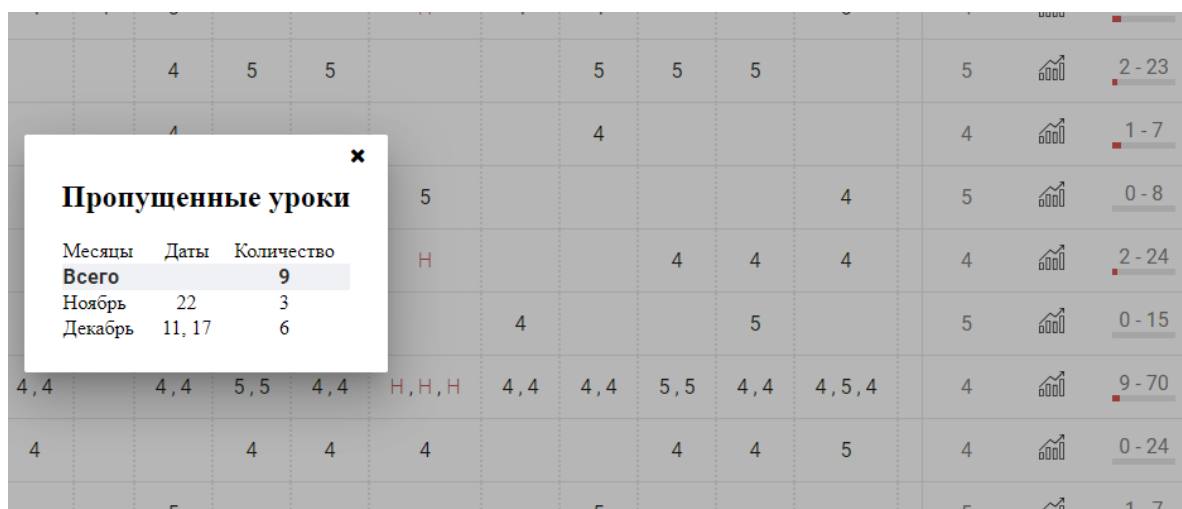 4 5 5 5 5 5 5 2 - 23
4 4 4 1 - 7
Пропущенные уроки
Месяцы Даты Количество
Всего 9
Ноябрь 22 3
Декабрь 11, 17 6
5 4 5 0 - 8
Н 4 4 4 4 2 - 24
4 5 5 0 - 15
4,4 4,4 5,5 4,4 Н,Н,Н 4,4 4,4 5,5 4,4 4,5,4 4 9 - 70
4 4 4 4 4 4 5 4 0 - 24